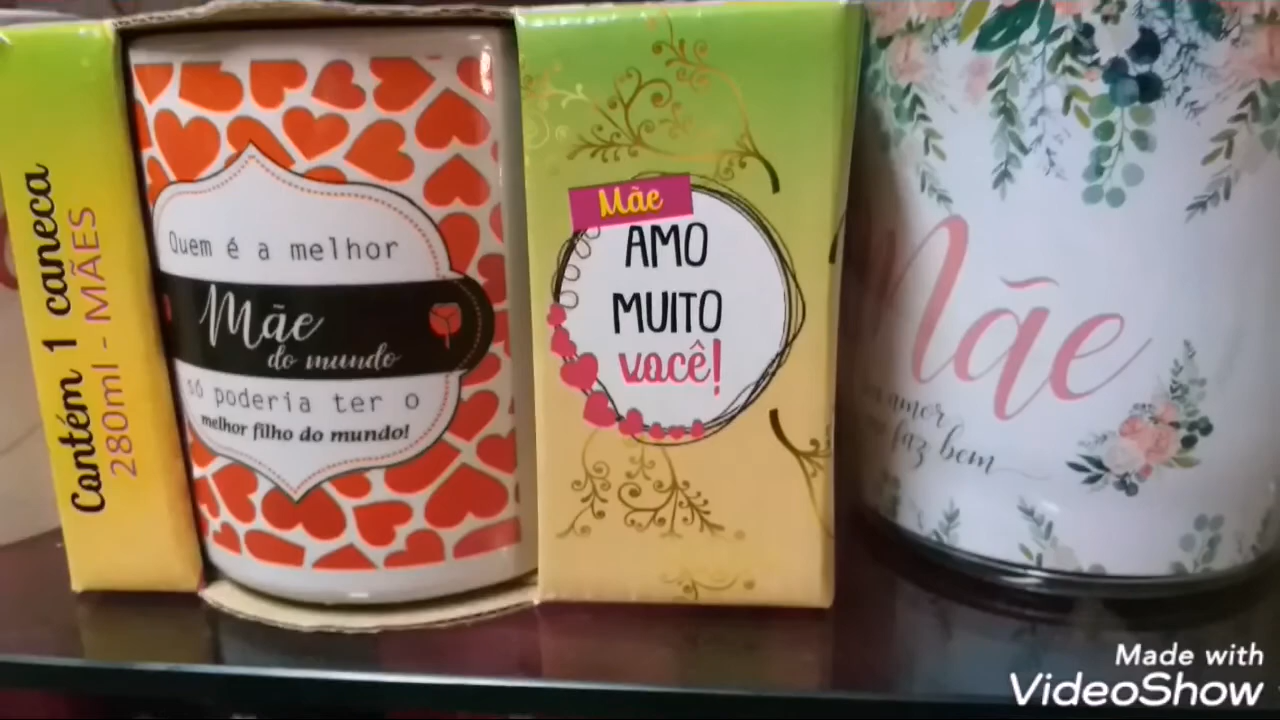 Contém 1 caneca
280ml - MÃES
Quem é a melhor
Mãe
do mundo
só poderia ter o
melhor filho do mundo!
Mãe
AMO
MUITO
você!
Mãe
amor
faz bem
Made with
VideoShow